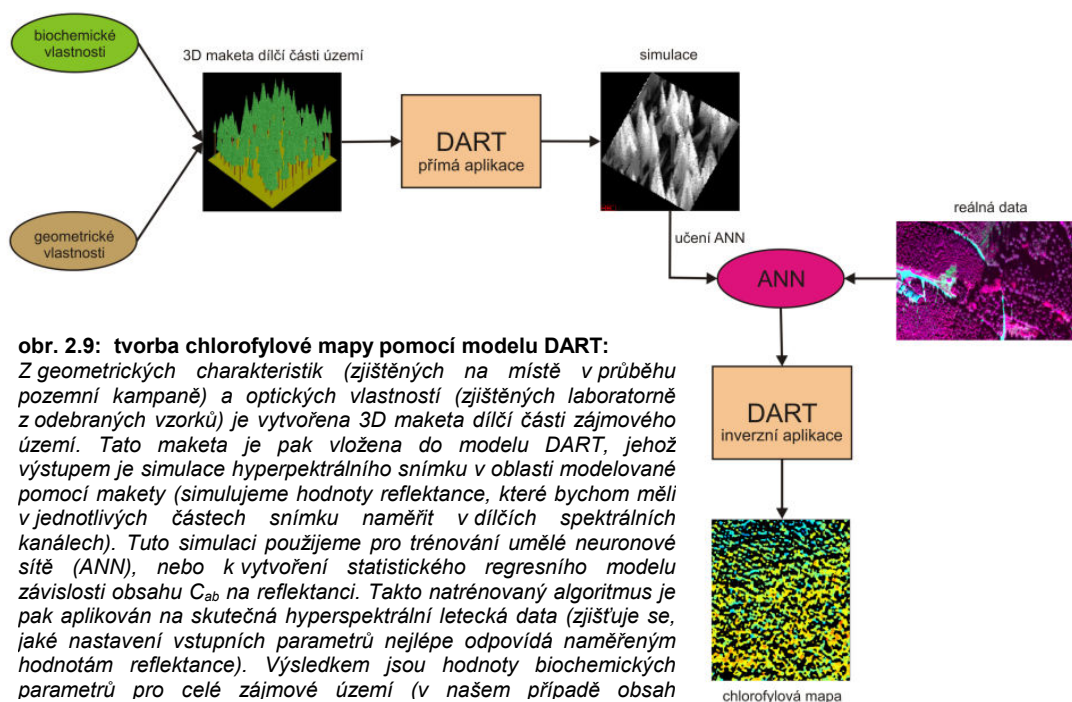 biochemické
vlastnosti
3D maketa dílčí části území
simulace
DART
přímá aplikace
geometrické
vlastnosti
učení ANN
reálná data
ANN
DART
inverzní aplikace
chlorofylová mapa
obr. 2.9: tvorba chlorofylové mapy pomocí modelu DART:
Z geometrických charakteristik (zjištěných na místě v průběhu
pozemní kampaně) a optických vlastností (zjištěných laboratorně
z odebraných vzorků) je vytvořena 3D maketa dílčí části zájmového
území. Tato maketa je pak vložena do modelu DART, jehož
výstupem je simulace hyperpektrálního snímku v oblasti modelované
pomocí makety (simulujeme hodnoty reflektance, které bychom měli
v jednotlivých částech snímku naměřit v dílčích spektrálních
kanálech). Tuto simulaci použijeme pro trénování umělé neuronové
sítě (ANN), nebo k vytvoření statistického regresního modelu
závislosti obsahu Cab na reflektanci. Takto natrénovaný algoritmus je
pak aplikován na skutečná hyperspektrální letecká data (zjišťuje se,
jaké nastavení vstupních parametrů nejlépe odpovídá naměřeným
hodnotám reflektance). Výsledkem jsou hodnoty biochemických
parametrů pro celé zájmové území (v našem případě obsah